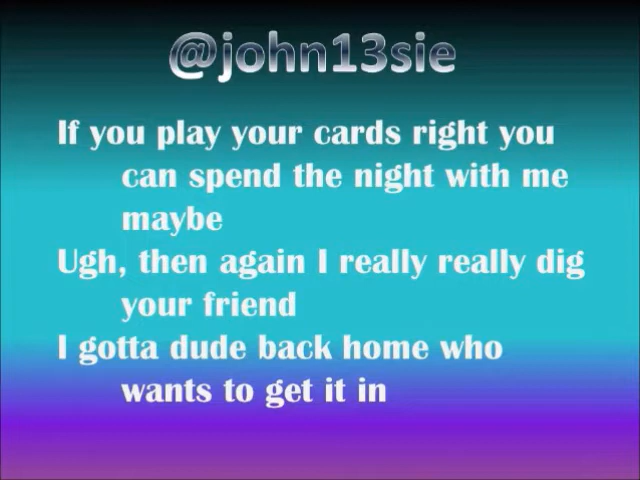 @john13sie
If you play your cards right you
can spend the night with me
maybe
Ugh, then again I really really dig
your friend
I gotta dude back home who
wants to get it in